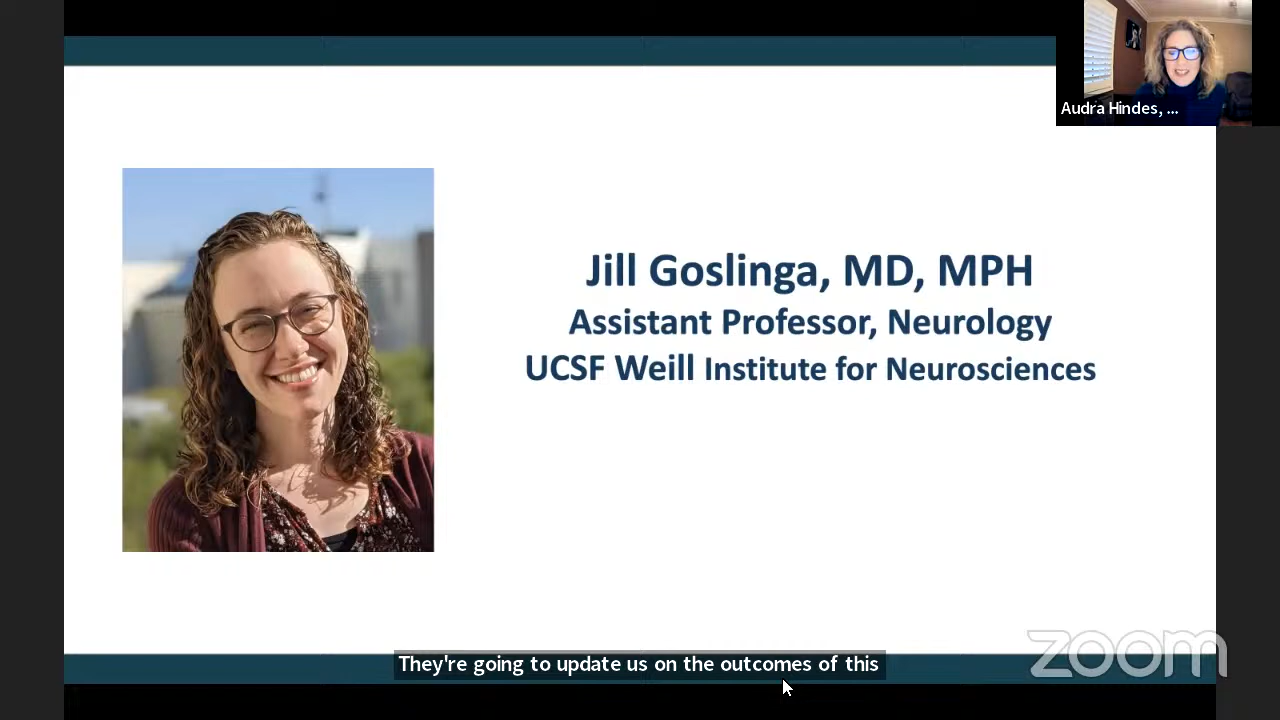 Audra Hindes, ...
Jill Goslinga, MD, MPH
Assistant Professor, Neurology
UCSF Weill Institute for Neurosciences
They're going to update us on the outcomes of this
zoom